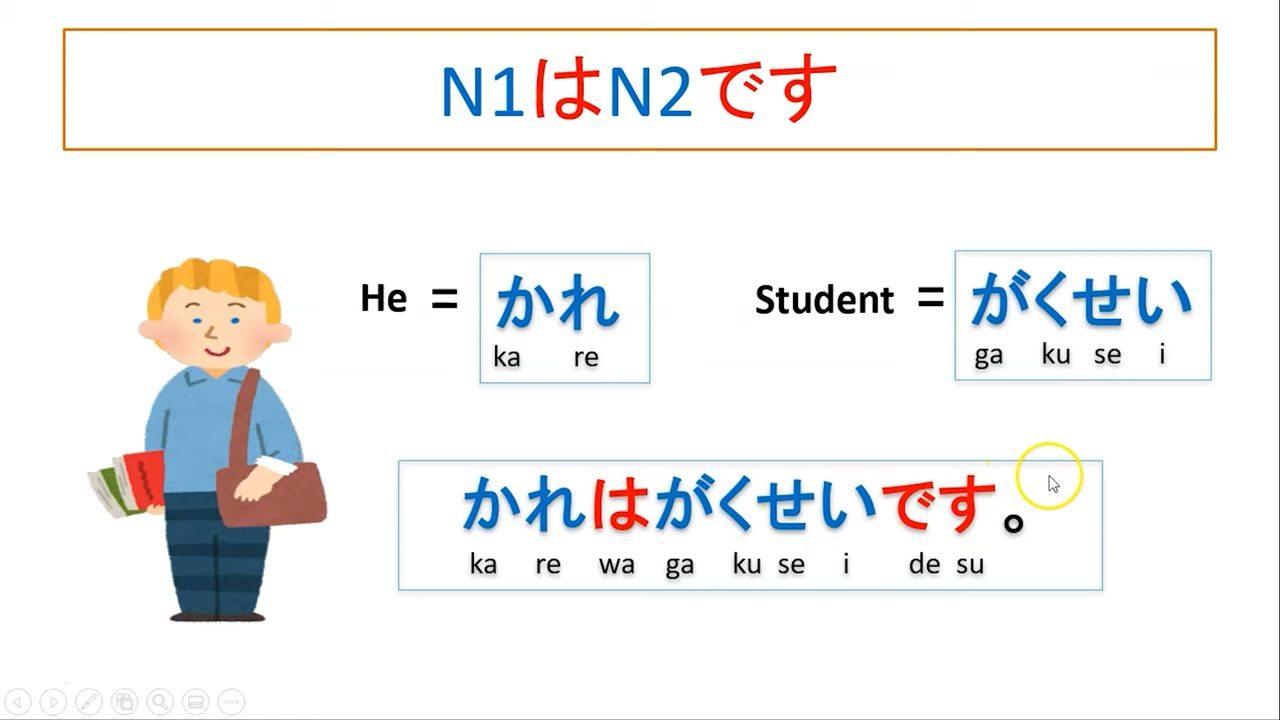 N1はN2です
He = かれ Student = がくせい
ka re ga ku se i
かれはがくせいです。
ka re wa ga ku se i de su